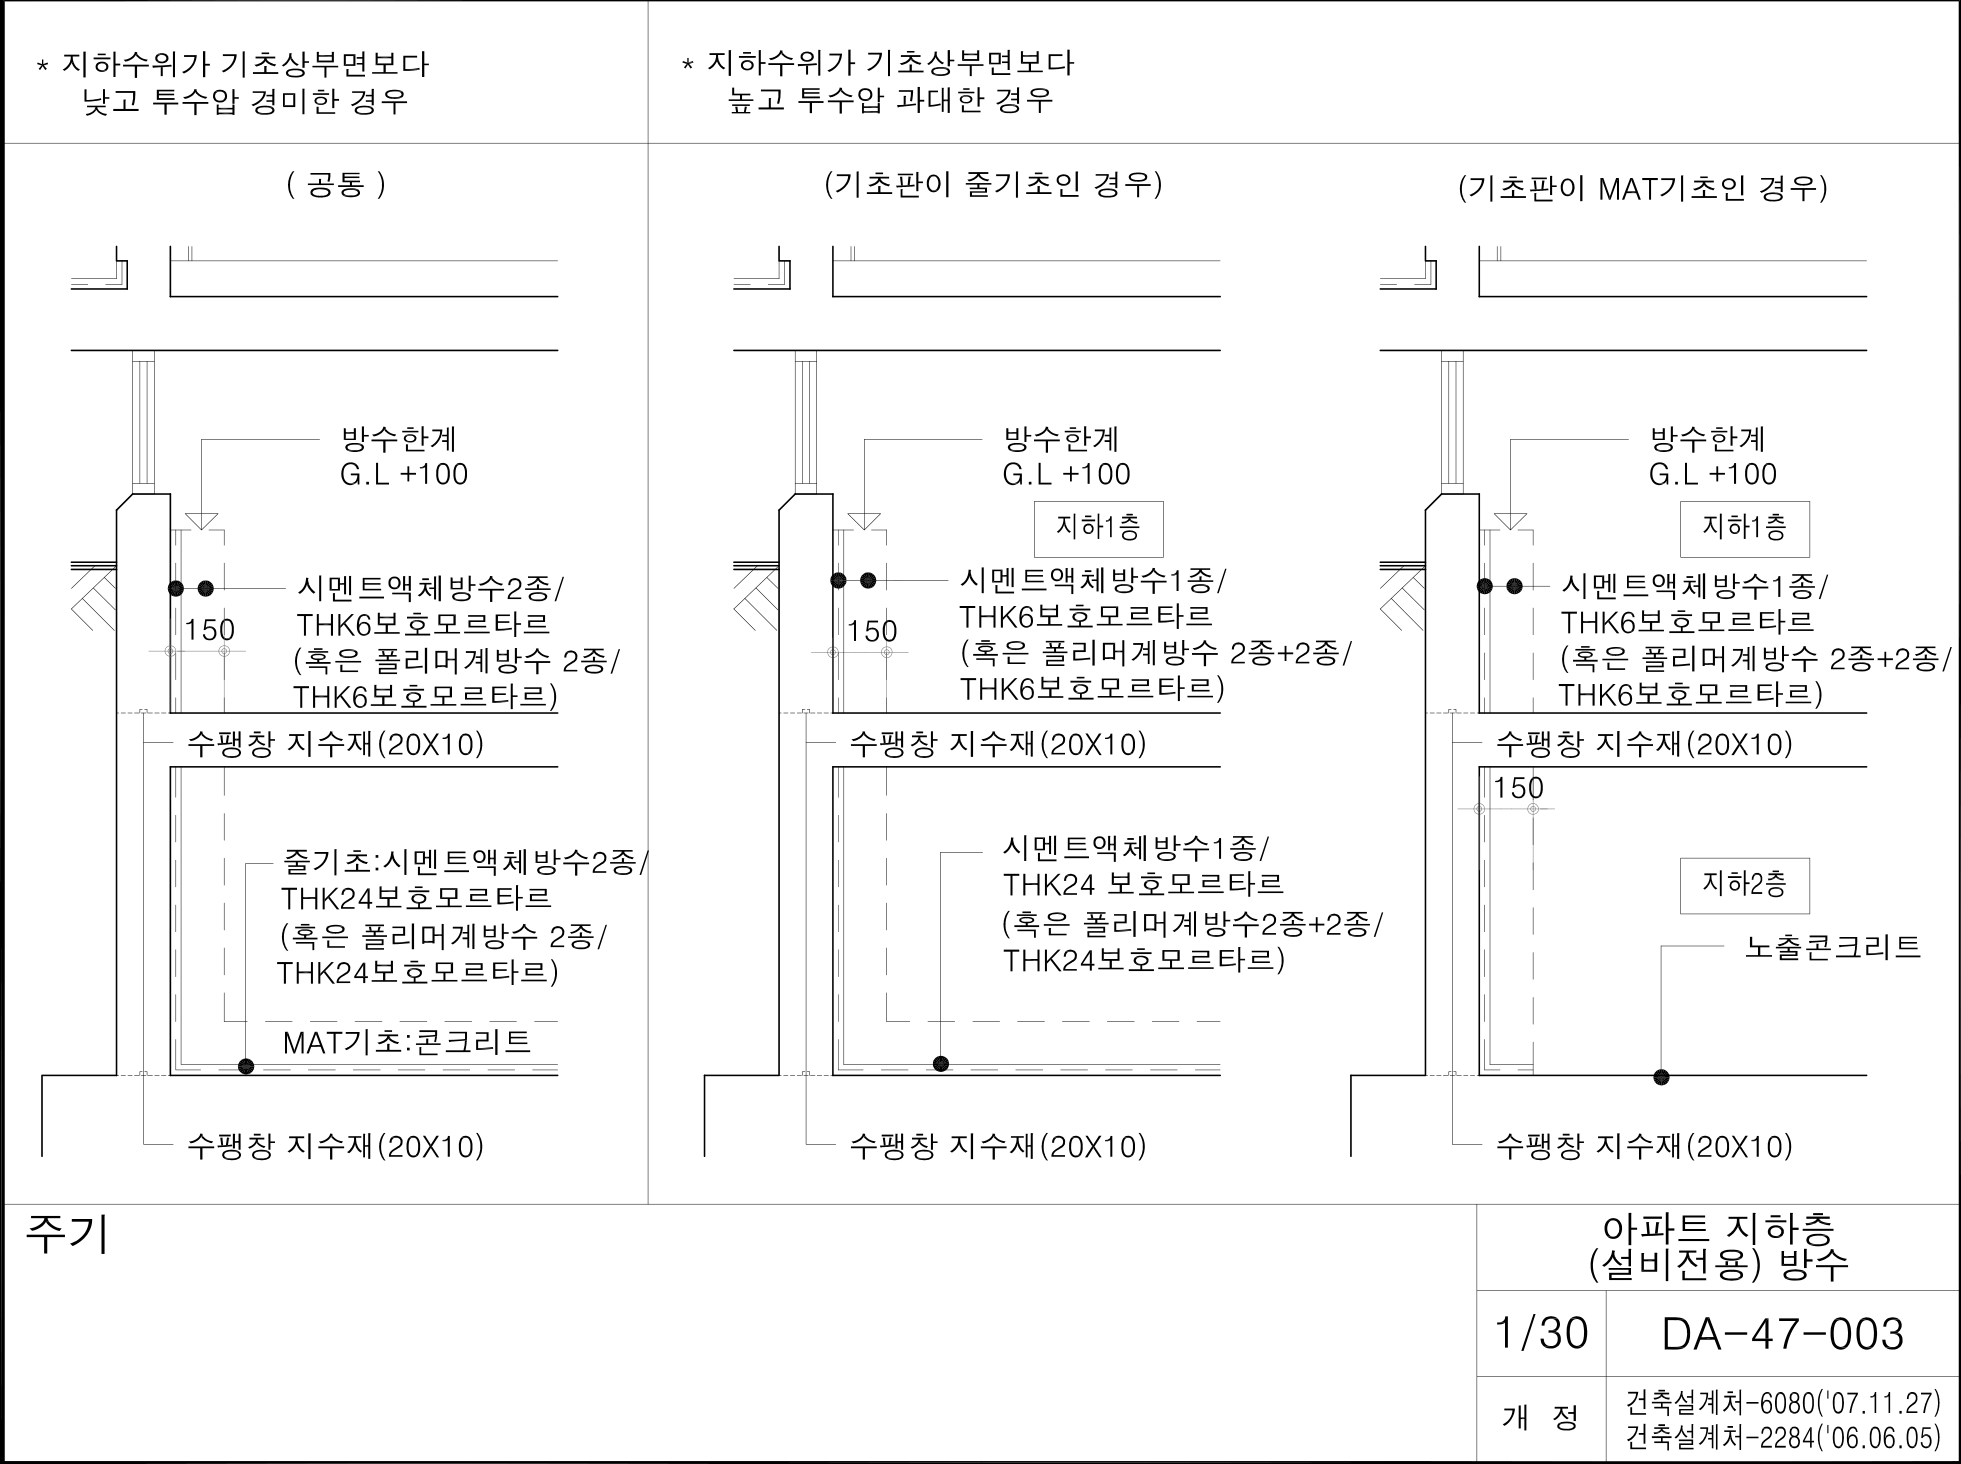 * 지하수위가 기초상부면보다
낮고 투수압 경미한 경우
* 지하수위가 기초상부면보다
높고 투수압 과대한 경우
( 공통 )
방수한계
G.L +100
시멘트액체방수2종/
THK6보호모르타르
(혹은 폴리머계방수 2종/
THK6보호모르타르)
150
수팽창 지수재(20X10)
줄기초:시멘트액체방수2종/
THK24보호모르타르
(혹은 폴리머계방수 2종/
THK24보호모르타르)
MAT기초:콘크리트
수팽창 지수재(20X10)
(기초판이 줄기초인 경우)
방수한계
G.L +100
지하1층
시멘트액체방수1종/
THK6보호모르타르
(혹은 폴리머계방수 2종+2종/
THK6보호모르타르)
150
수팽창 지수재(20X10)
시멘트액체방수1종/
THK24 보호모르타르
(혹은 폴리머계방수2종+2종/
THK24보호모르타르)
수팽창 지수재(20X10)
(기초판이 MAT기초인 경우)
방수한계
G.L +100
지하1층
시멘트액체방수1종/
THK6보호모르타르
(혹은 폴리머계방수 2종+2종/
THK6보호모르타르)
수팽창 지수재(20X10)
150
지하2층
노출콘크리트
수팽창 지수재(20X10)
주기
아파트 지하층
(설비전용) 방수
1/30
DA-47-003
개 정
건축설계처-6080('07.11.27)
건축설계처-2284('06.06.05)